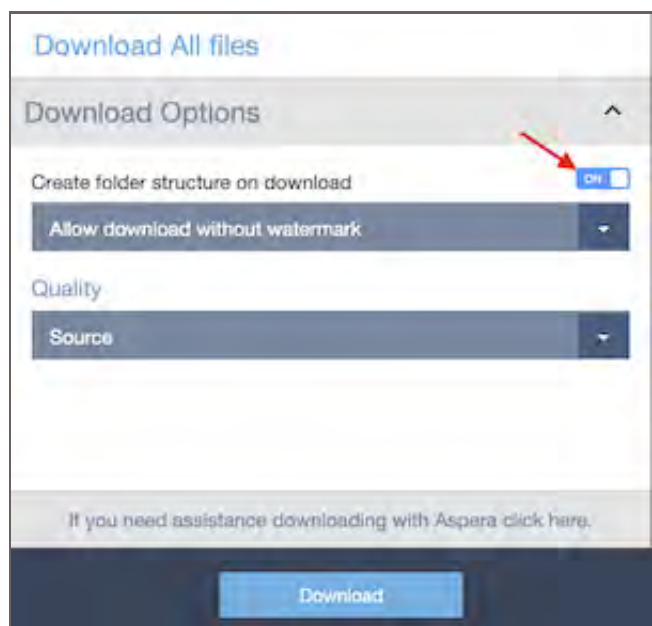 Download All files
Download Options
Create folder structure on download
ON
Allow download without watermark
Quality
Source
If you need assistance downloading with Aspera click here.
Download